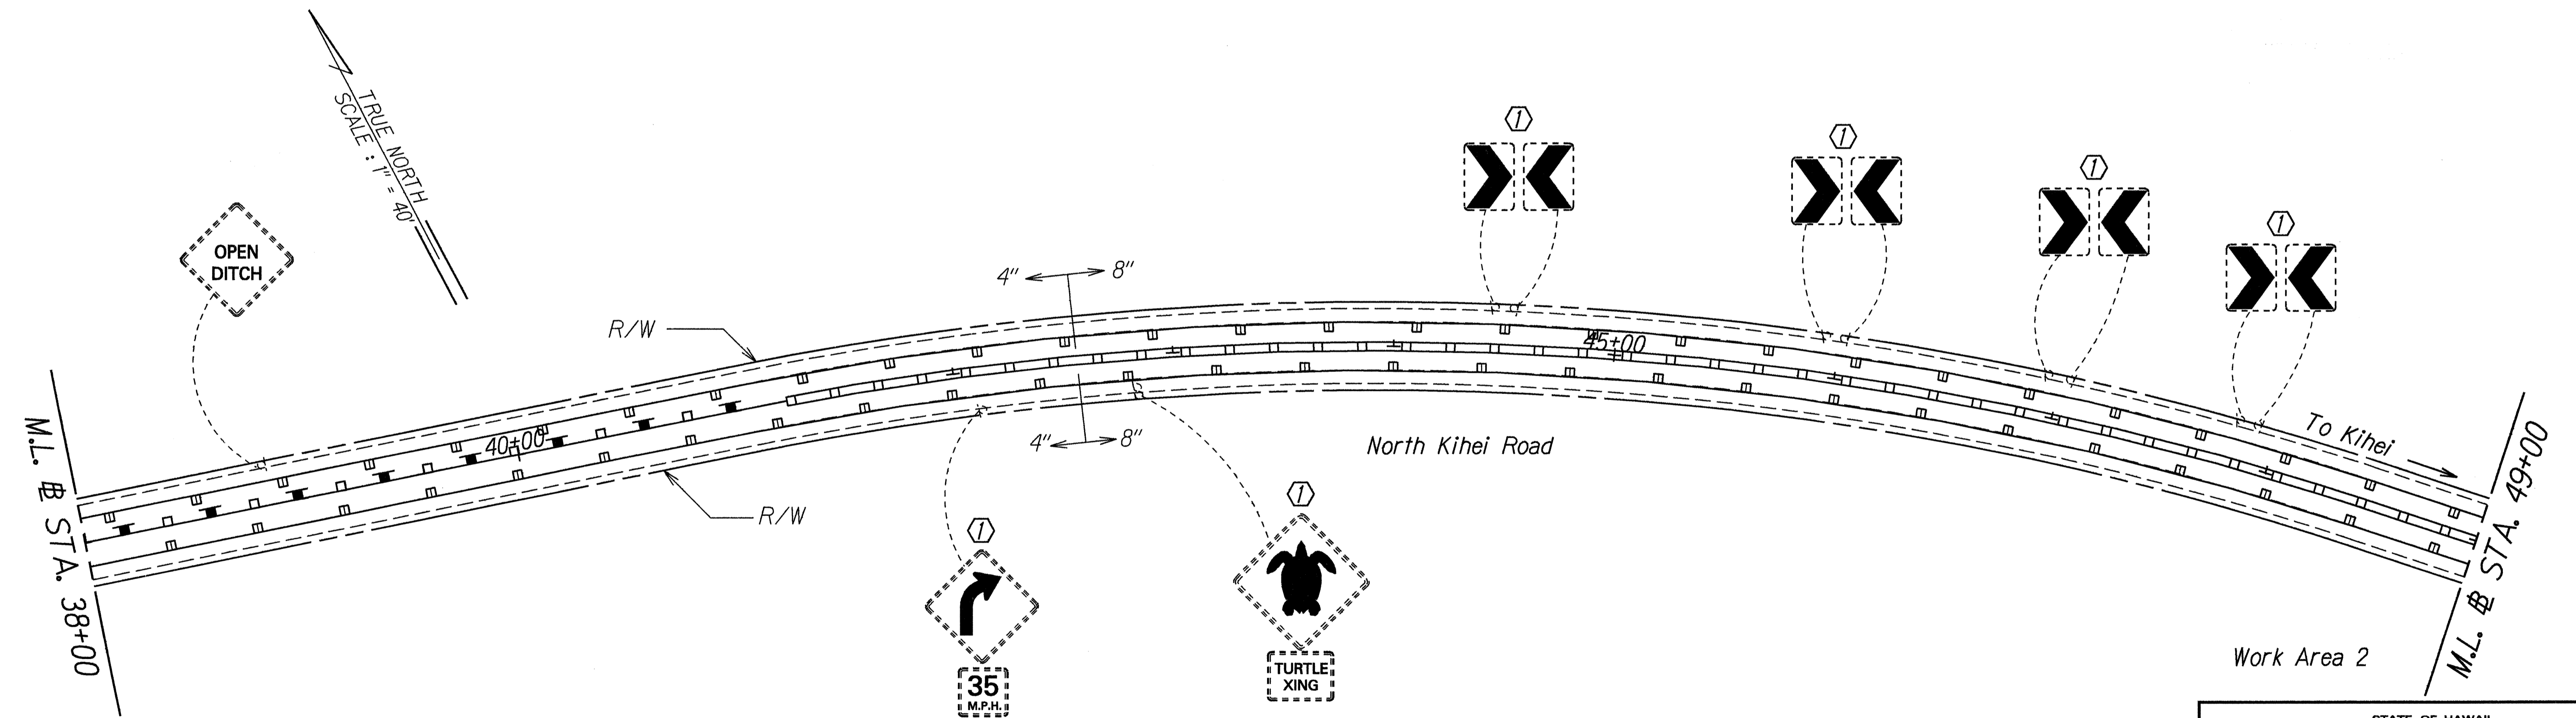 TRUE NORTH
SCALE : 1" = 40'
OPEN
DITCH
1
1
1
1
4" 8"
R/W
45+00
40+00
4" 8"
North Kihei Road
To Kihei
R/W
M.L. BL STA. 38+00
M.L. BL STA. 49+00
1
35
M.P.H.
1
TURTLE
XING
Work Area 2
STATE OF HAWAII